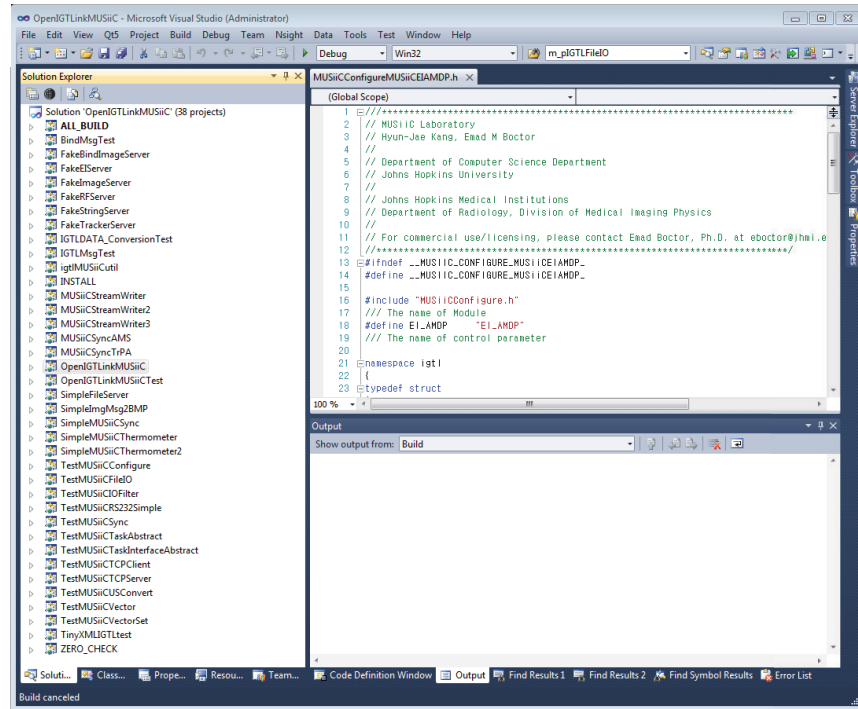 OpenIGTLinkMUSiiC - Microsoft Visual Studio (Administrator)
File Edit View Qt5 Project Build Debug Team Nsight Data Tools Test Window Help
Debug Win32 m_pIGTLFileIO
Solution Explorer
Solution 'OpenIGTLinkMUSiiC' (38 projects)
ALL_BUILD
BindMsgTest
FakeBindImageServer
FakeEIServer
FakeImageServer
FakeRFServer
FakeStringServer
FakeTrackerServer
IGTLDATA_ConversionTest
IGTLMsgTest
igtlMUSiiCutil
INSTALL
MUSiiCStreamWriter
MUSiiCStreamWriter2
MUSiiCStreamWriter3
MUSiiCSyncAMS
MUSiiCSyncTrPA
OpenIGTLinkMUSiiC
OpenIGTLinkMUSiiCTest
SimpleFileServer
SimpleImgMsg2BMP
SimpleMUSiiCSync
SimpleMUSiiCThermometer
SimpleMUSiiCThermometer2
TestMUSiiCConfigure
TestMUSiiCFileIO
TestMUSiiCIOFilter
TestMUSiiCRS232Simple
TestMUSiiCSync
TestMUSiiCTaskAbstract
TestMUSiiCTaskInterfaceAbstract
TestMUSiiCTCPClient
TestMUSiiCTCPServer
TestMUSiiCUSConvert
TestMUSiiCVector
TestMUSiiCVectorSet
TinyXMLIGTLtest
ZERO_CHECK
Soluti... Class... Prope... Resou... Team...
MUSiiCConfigureMUSiiCEIAMDP.h
(Global Scope)
1 ///****************************************************************************
2 // MUSiiC Laboratory
3 // Hyun-Jae Kang, Emad M Boctor
4 //
5 // Department of Computer Science Department
6 // Johns Hopkins University
7 //
8 // Johns Hopkins Medical Institutions
9 // Department of Radiology, Division of Medical Imaging Physics
10 //
11 // For commercial use/licensing, please contact Emad Boctor, Ph.D. at eboctor@jhmi.e
12 //****************************************************************************/
13 #ifndef __MUSIIC_CONFIGURE_MUSiiCEIAMDP_
14 #define __MUSIIC_CONFIGURE_MUSiiCEIAMDP_
15
16 #include "MUSiiCConfigure.h"
17 /// The name of Module
18 #define EI_AMDP "EI_AMDP"
19 /// The name of control parameter
20
21 namespace igtl
22 {
23 typedef struct
100 %
Output
Show output from: Build
Code Definition Window Output Find Results 1 Find Results 2 Find Symbol Results Error List
Server Explorer
Toolbox
Properties
Build canceled